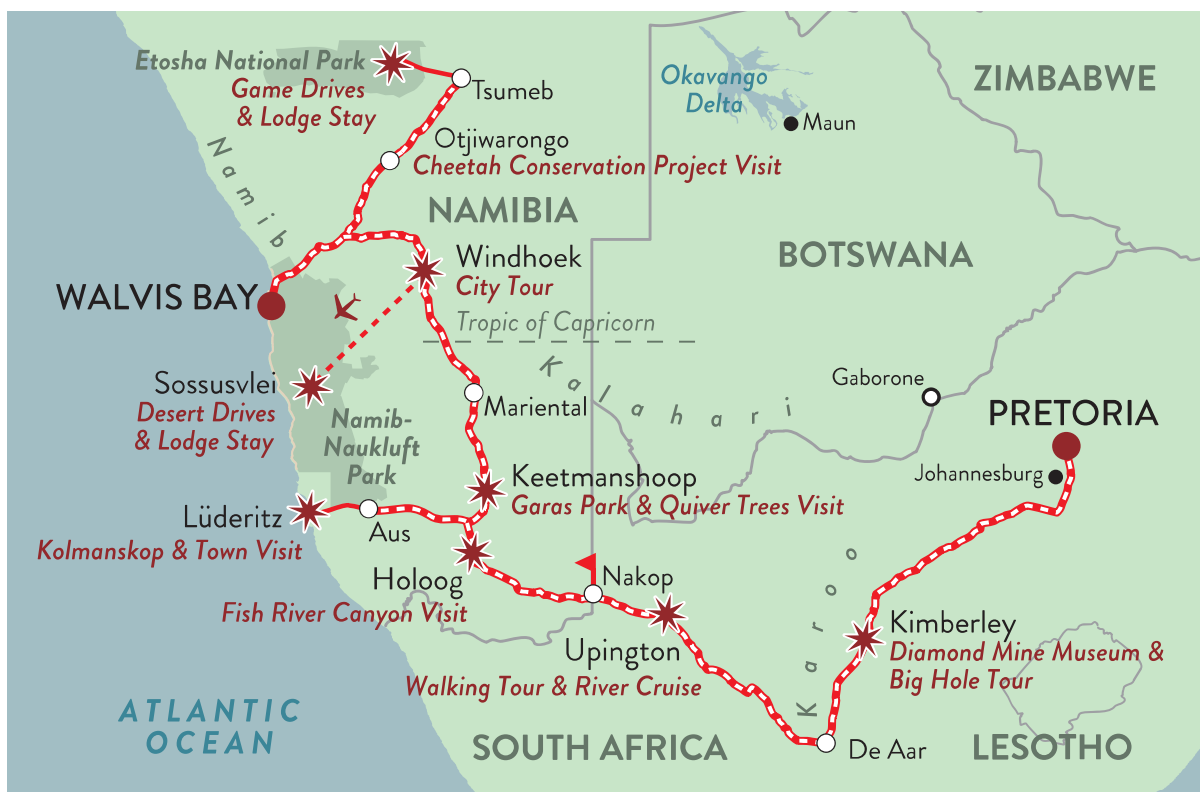 Etosha National Park
Game Drives
& Lodge Stay
Tsumeb
Okavango
Delta
Maun
ZIMBABWE
Otjiwarongo
Cheetah Conservation Project Visit
Namib
NAMIBIA
BOTSWANA
Windhoek
City Tour
WALVIS BAY
Tropic of Capricorn
Kalahari
Sossusvlei
Desert Drives
& Lodge Stay
Namib-
Naukluft
Park
Mariental
Gaborone
PRETORIA
Johannesburg
Keetmanshoop
Garas Park & Quiver Trees Visit
Lüderitz
Kolmanskop & Town Visit
Aus
Holoog
Fish River Canyon Visit
Nakop
Upington
Walking Tour & River Cruise
Karoo
Kimberley
Diamond Mine Museum &
Big Hole Tour
ATLANTIC
OCEAN
SOUTH AFRICA
De Aar
LESOTHO